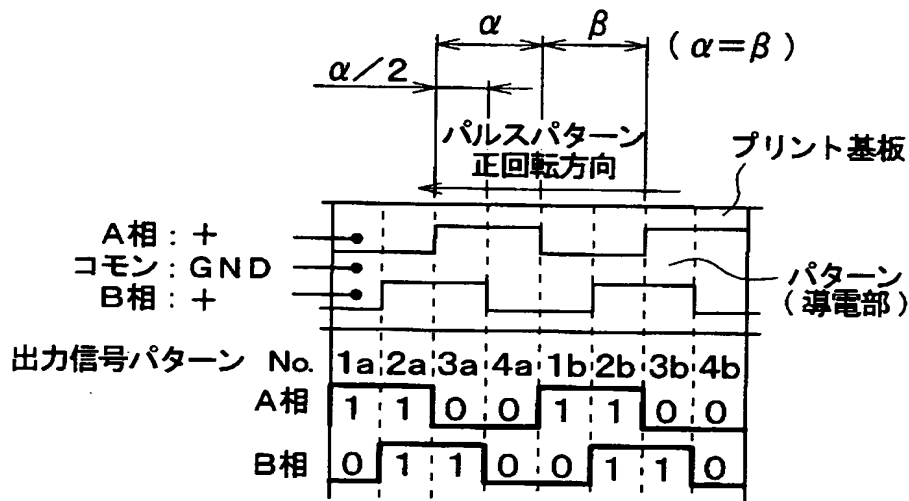 α β (α=β)
α/2
パルスパターン
正回転方向
プリント基板
A相:+
コモン:GND
B相:+
パターン
(導電部)
出力信号パターン No. 1a 2a 3a 4a 1b 2b 3b 4b
A相 1 1 0 0 1 1 0 0
B相 0 1 1 0 0 1 1 0